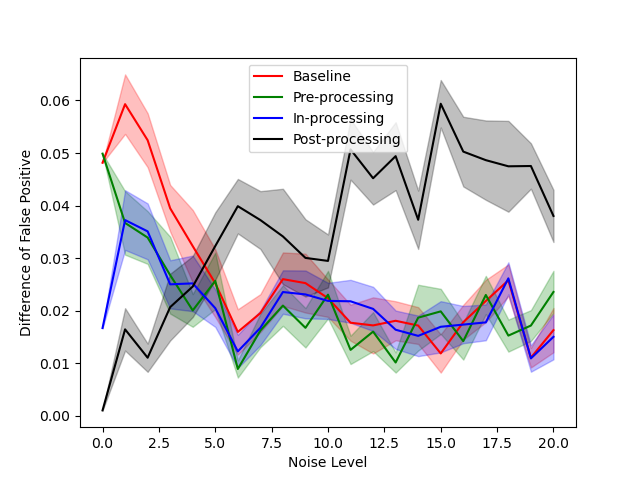 Baseline
Pre-processing
In-processing
Post-processing
0.06
0.05
0.04
0.03
0.02
0.01
0.00
Difference of False Positive
0.0 2.5 5.0 7.5 10.0 12.5 15.0 17.5 20.0
Noise Level